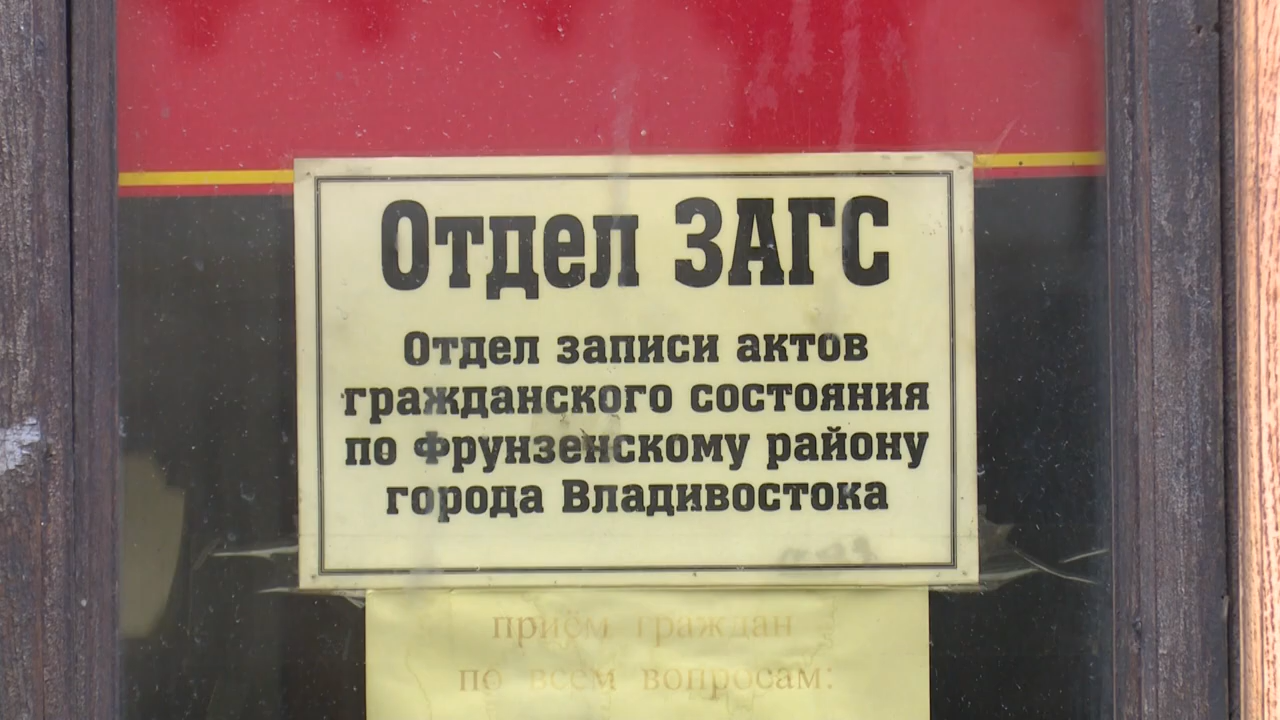 Отдел ЗАГС
Отдел записи актов
гражданского состояния
по Фрунзенскому району
города Владивостока
приём граждан
по всем вопросам: